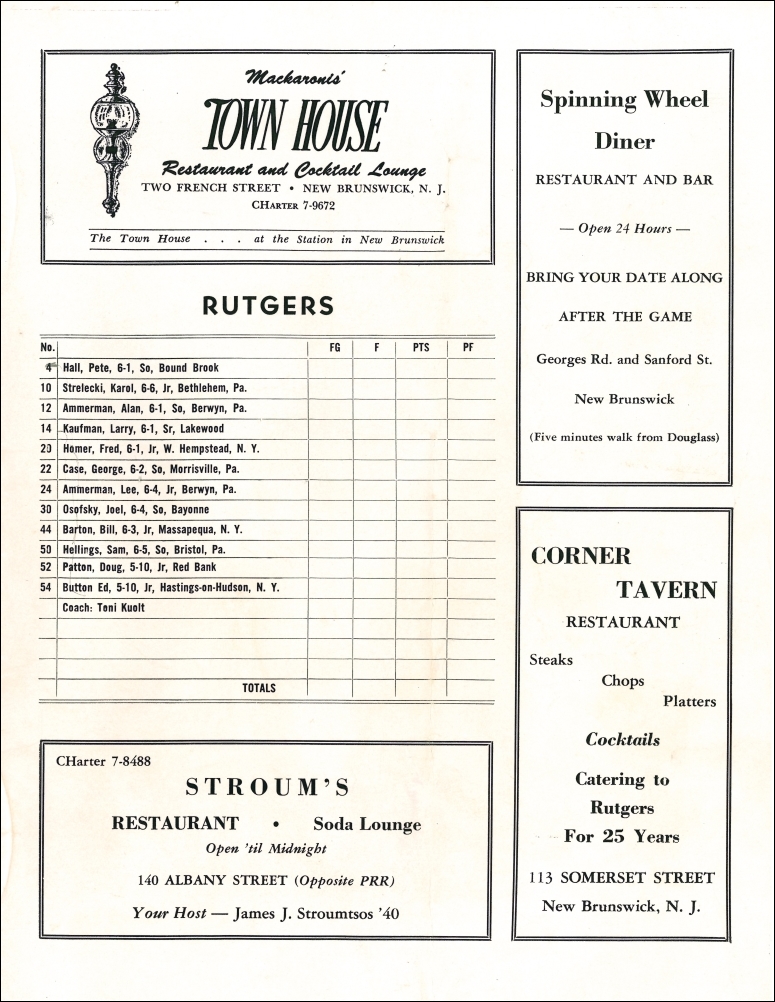 Mackaronis'
TOWN HOUSE
Restaurant and Cocktail Lounge
TWO FRENCH STREET • NEW BRUNSWICK, N. J.
CHARTER 7-9672
The Town House . . . at the Station in New Brunswick
RUTGERS
No. FG F PTS PF
4 Hall, Pete, 6-1, So, Bound Brook
10 Strelecki, Karol, 6-6, Jr, Bethlehem, Pa.
12 Ammerman, Alan, 6-1, So, Berwyn, Pa.
14 Kaufman, Larry, 6-1, Sr, Lakewood
20 Homer, Fred, 6-1, Jr, W. Hempstead, N. Y.
22 Case, George, 6-2, So, Morrisville, Pa.
24 Ammerman, Lee, 6-4, Jr, Berwyn, Pa.
30 Osofsky, Joel, 6-4, So, Bayonne
44 Barton, Bill, 6-3, Jr, Massapequa, N. Y.
50 Hellings, Sam, 6-5, So, Bristol, Pa.
52 Patton, Doug, 5-10, Jr, Red Bank
54 Button Ed, 5-10, Jr, Hastings-on-Hudson, N. Y.
Coach: Toni Kuolt
TOTALS
CHarter 7-8488
STROUM'S
RESTAURANT • Soda Lounge
Open 'til Midnight
140 ALBANY STREET (Opposite PRR)
Your Host — James J. Stroumtsos '40
Spinning Wheel
Diner
RESTAURANT AND BAR
— Open 24 Hours —
BRING YOUR DATE ALONG
AFTER THE GAME
Georges Rd. and Sanford St.
New Brunswick
(Five minutes walk from Douglass)
CORNER
TAVERN
RESTAURANT
Steaks
Chops
Platters
Cocktails
Catering to
Rutgers
For 25 Years
113 SOMERSET STREET
New Brunswick, N. J.